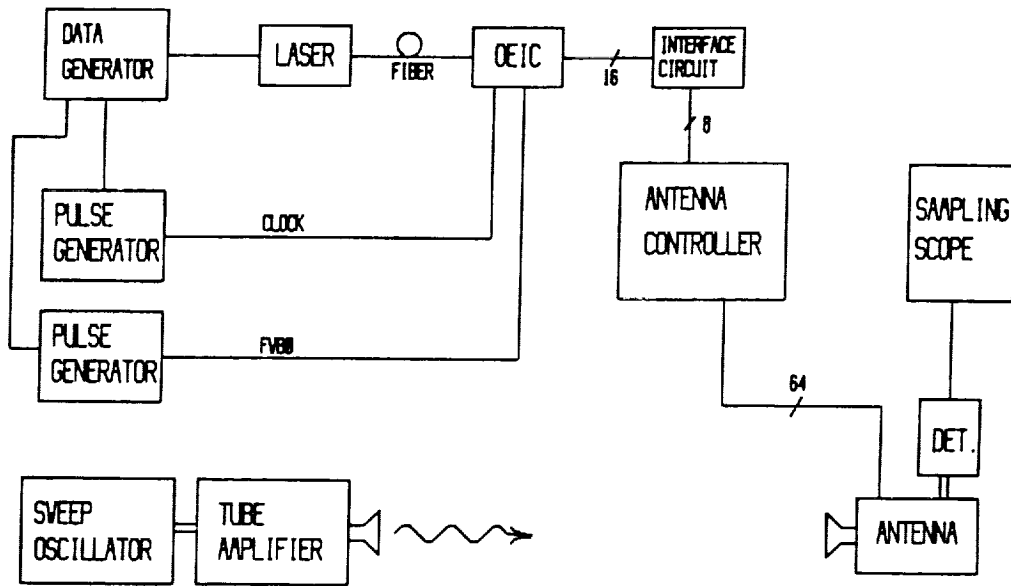 DATA
GENERATOR
LASER
FIBER
OEIC
16
INTERFACE
CIRCUIT
8
ANTENNA
CONTROLLER
SAMPLING
SCOPE
PULSE
GENERATOR
CLOCK
PULSE
GENERATOR
64
DET.
SWEEP
OSCILLATOR
TUBE
AMPLIFIER
ANTENNA